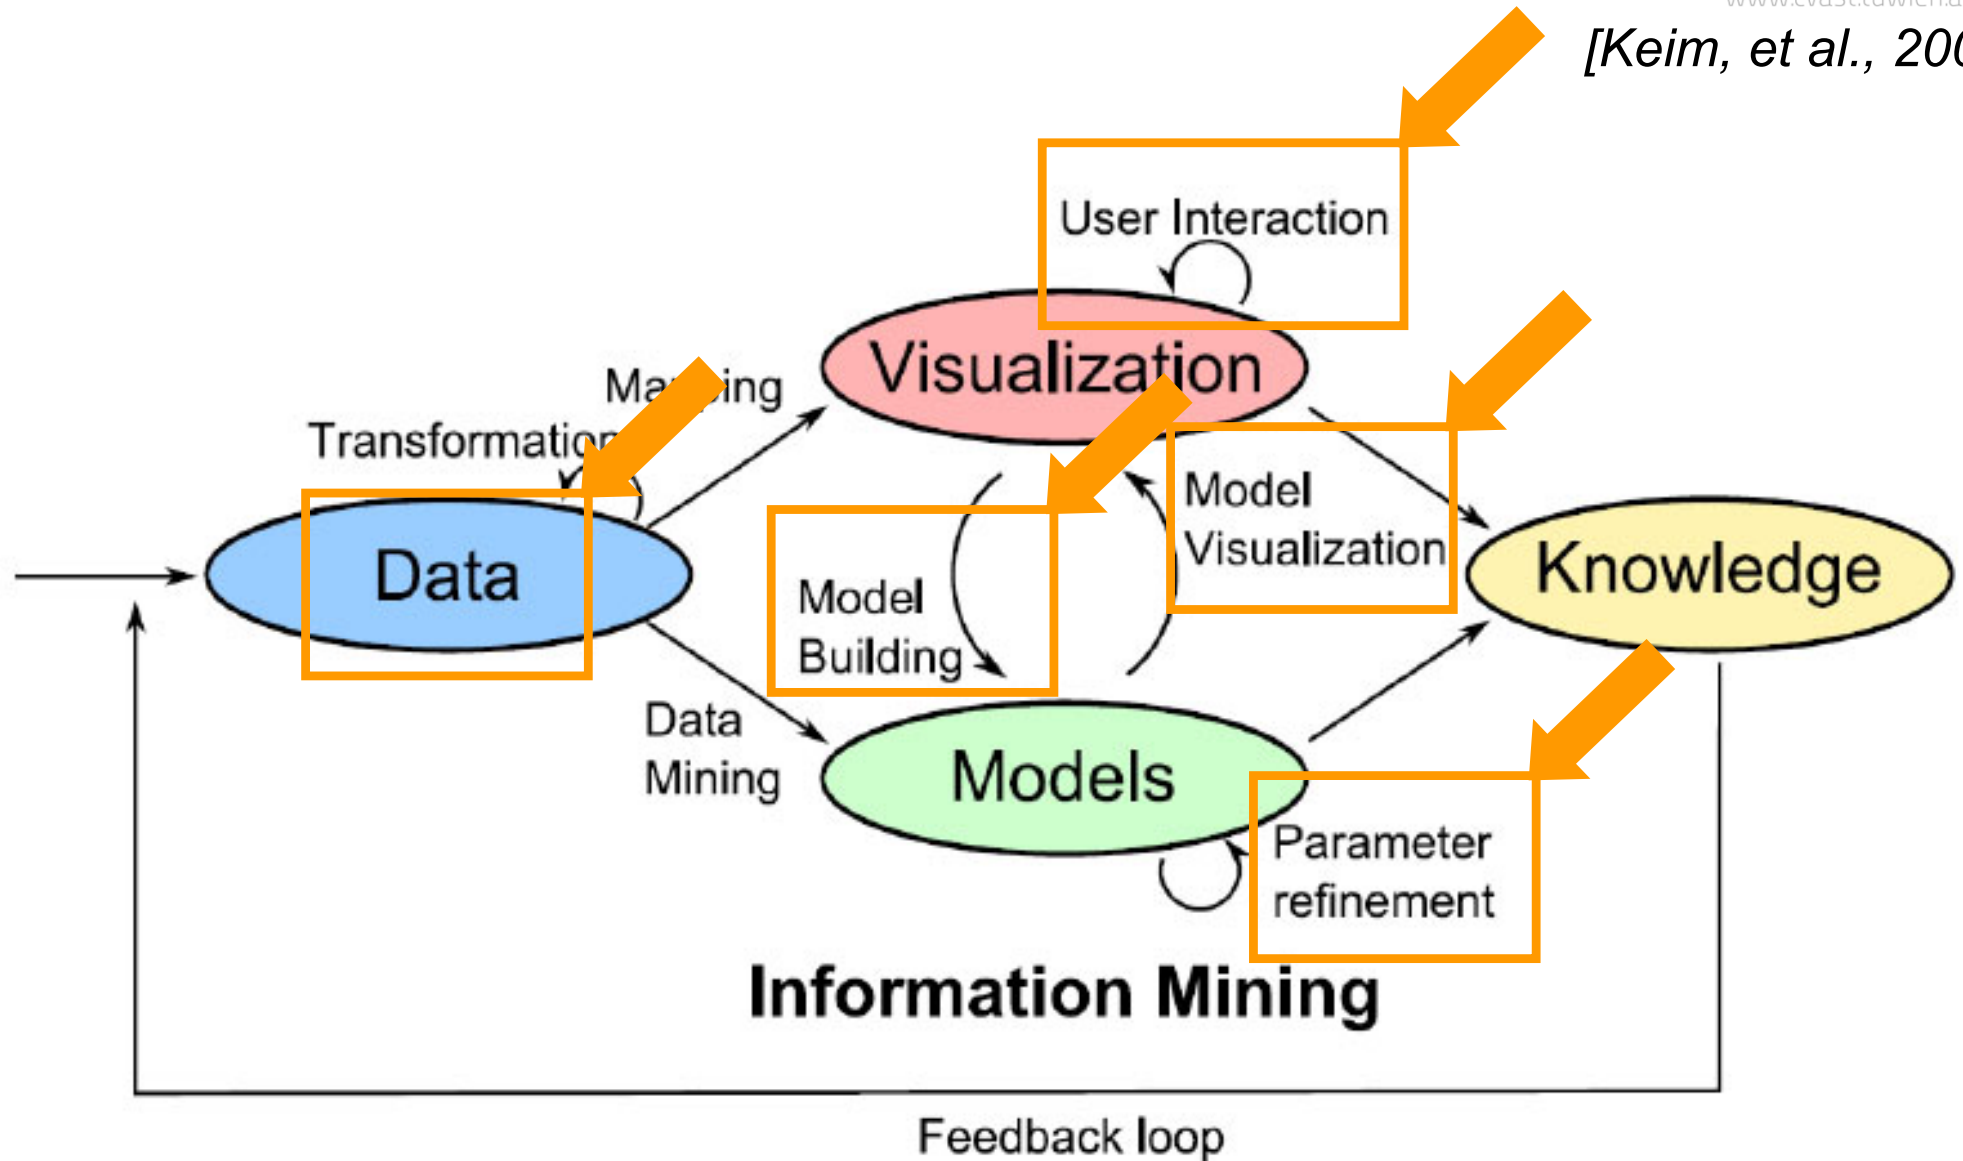 [Keim, et al., 200
User Interaction
Visualization
Transformation
Data
Model
Building
Model
Visualization
Knowledge
Data
Mining
Models
Parameter
refinement
Information Mining
Feedback loop